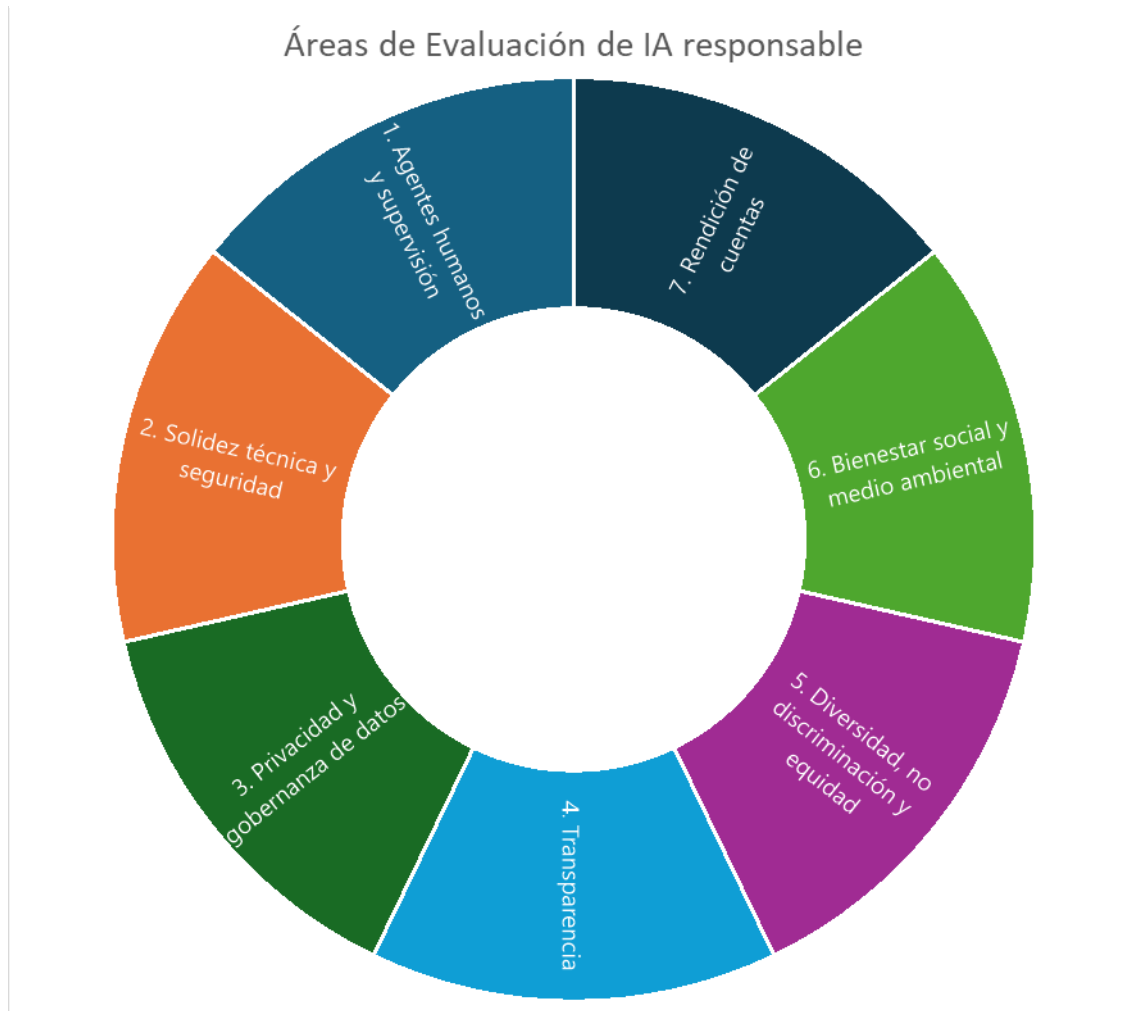 Áreas de Evaluación de IA responsable
1. Agentes humanos
y supervisión
2. Solidez técnica y
seguridad
3. Privacidad y
gobernanza de datos
4. Transparencia
5. Diversidad, no
discriminación y
equidad
6. Bienestar social y
medio ambiental
7. Rendición de
cuentas